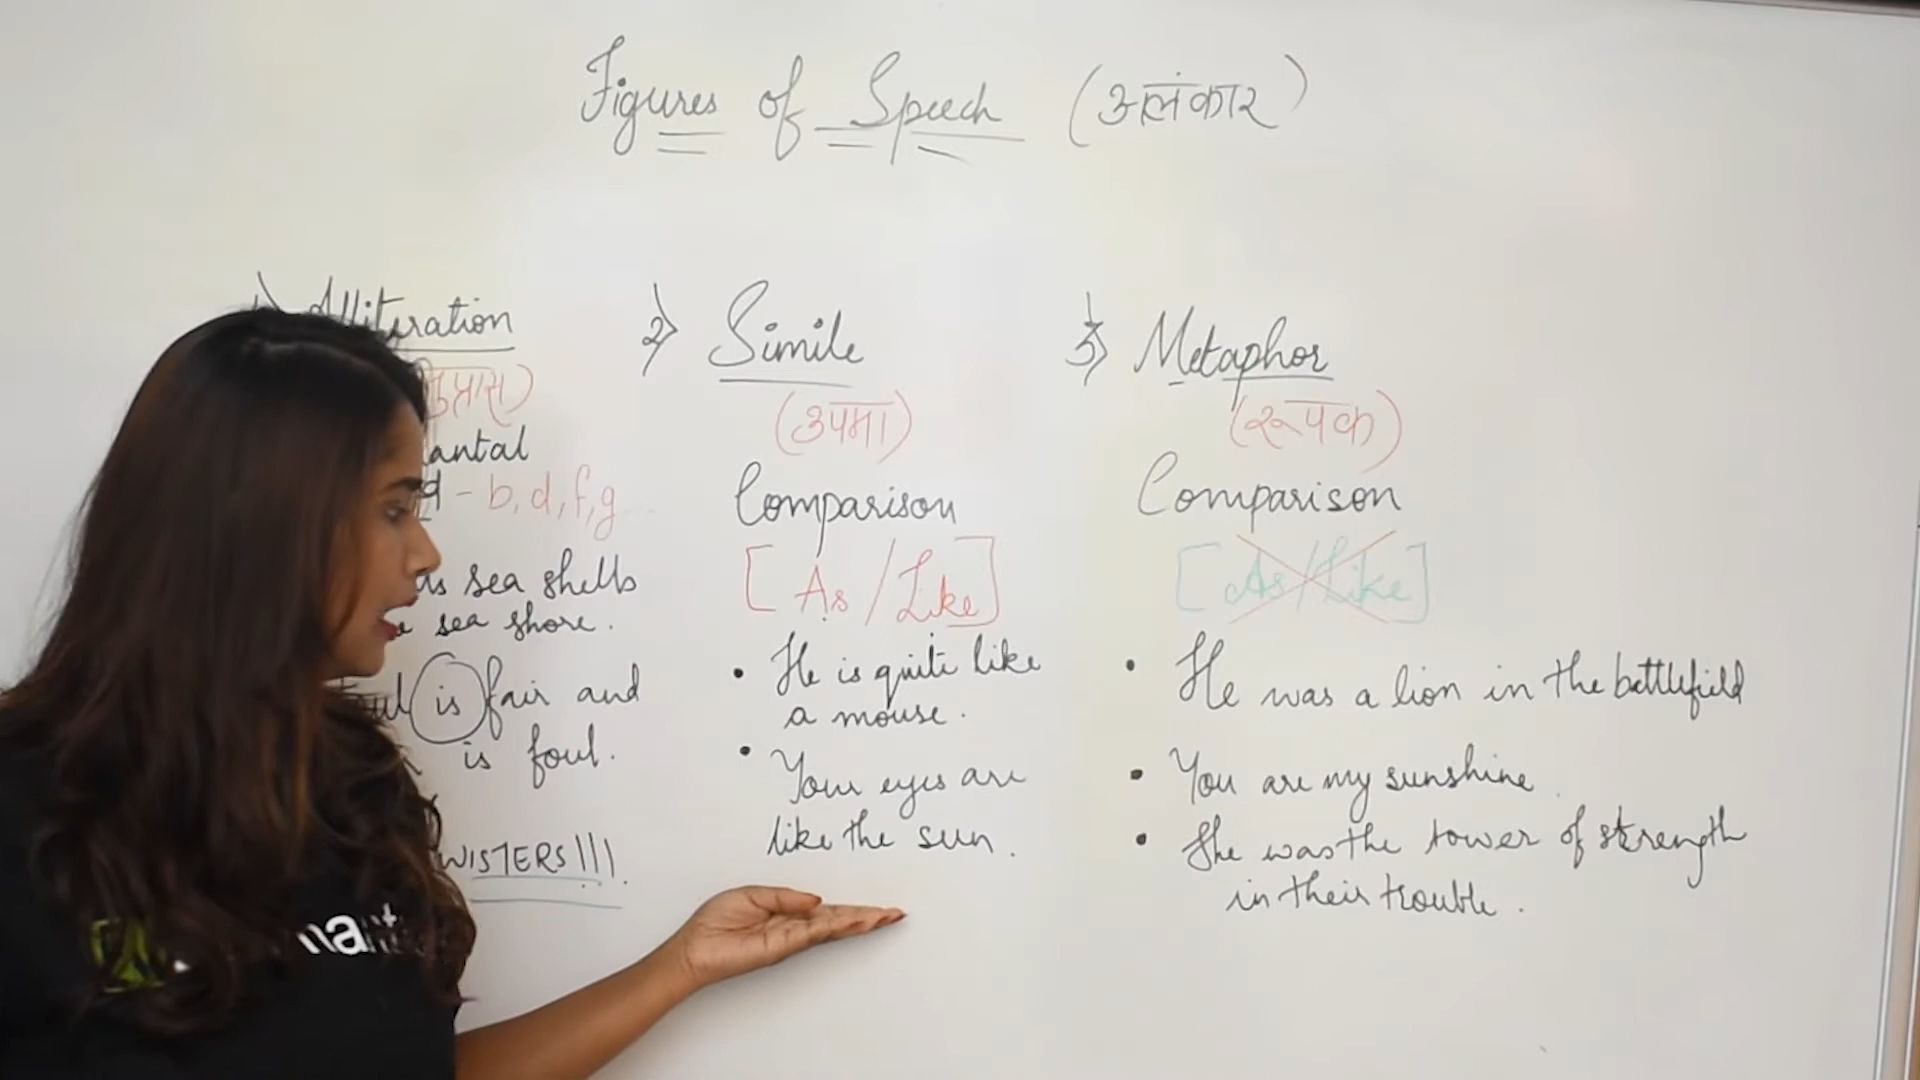 Figures of Speech (अलंकार)
Alliteration
antal
- b, d, f, g
sea shells
sea shore.
is fair and
is foul.
WISTERS!!!
2) Simile
(उपमा)
Comparison
[As/Like]
• He is quite like
a mouse.
• Your eyes are
like the sun.
3) Metaphor
(रूपक)
Comparison
[As/Like]
• He was a lion in the battlefield
• You are my sunshine.
• She was the tower of strength
in their trouble.